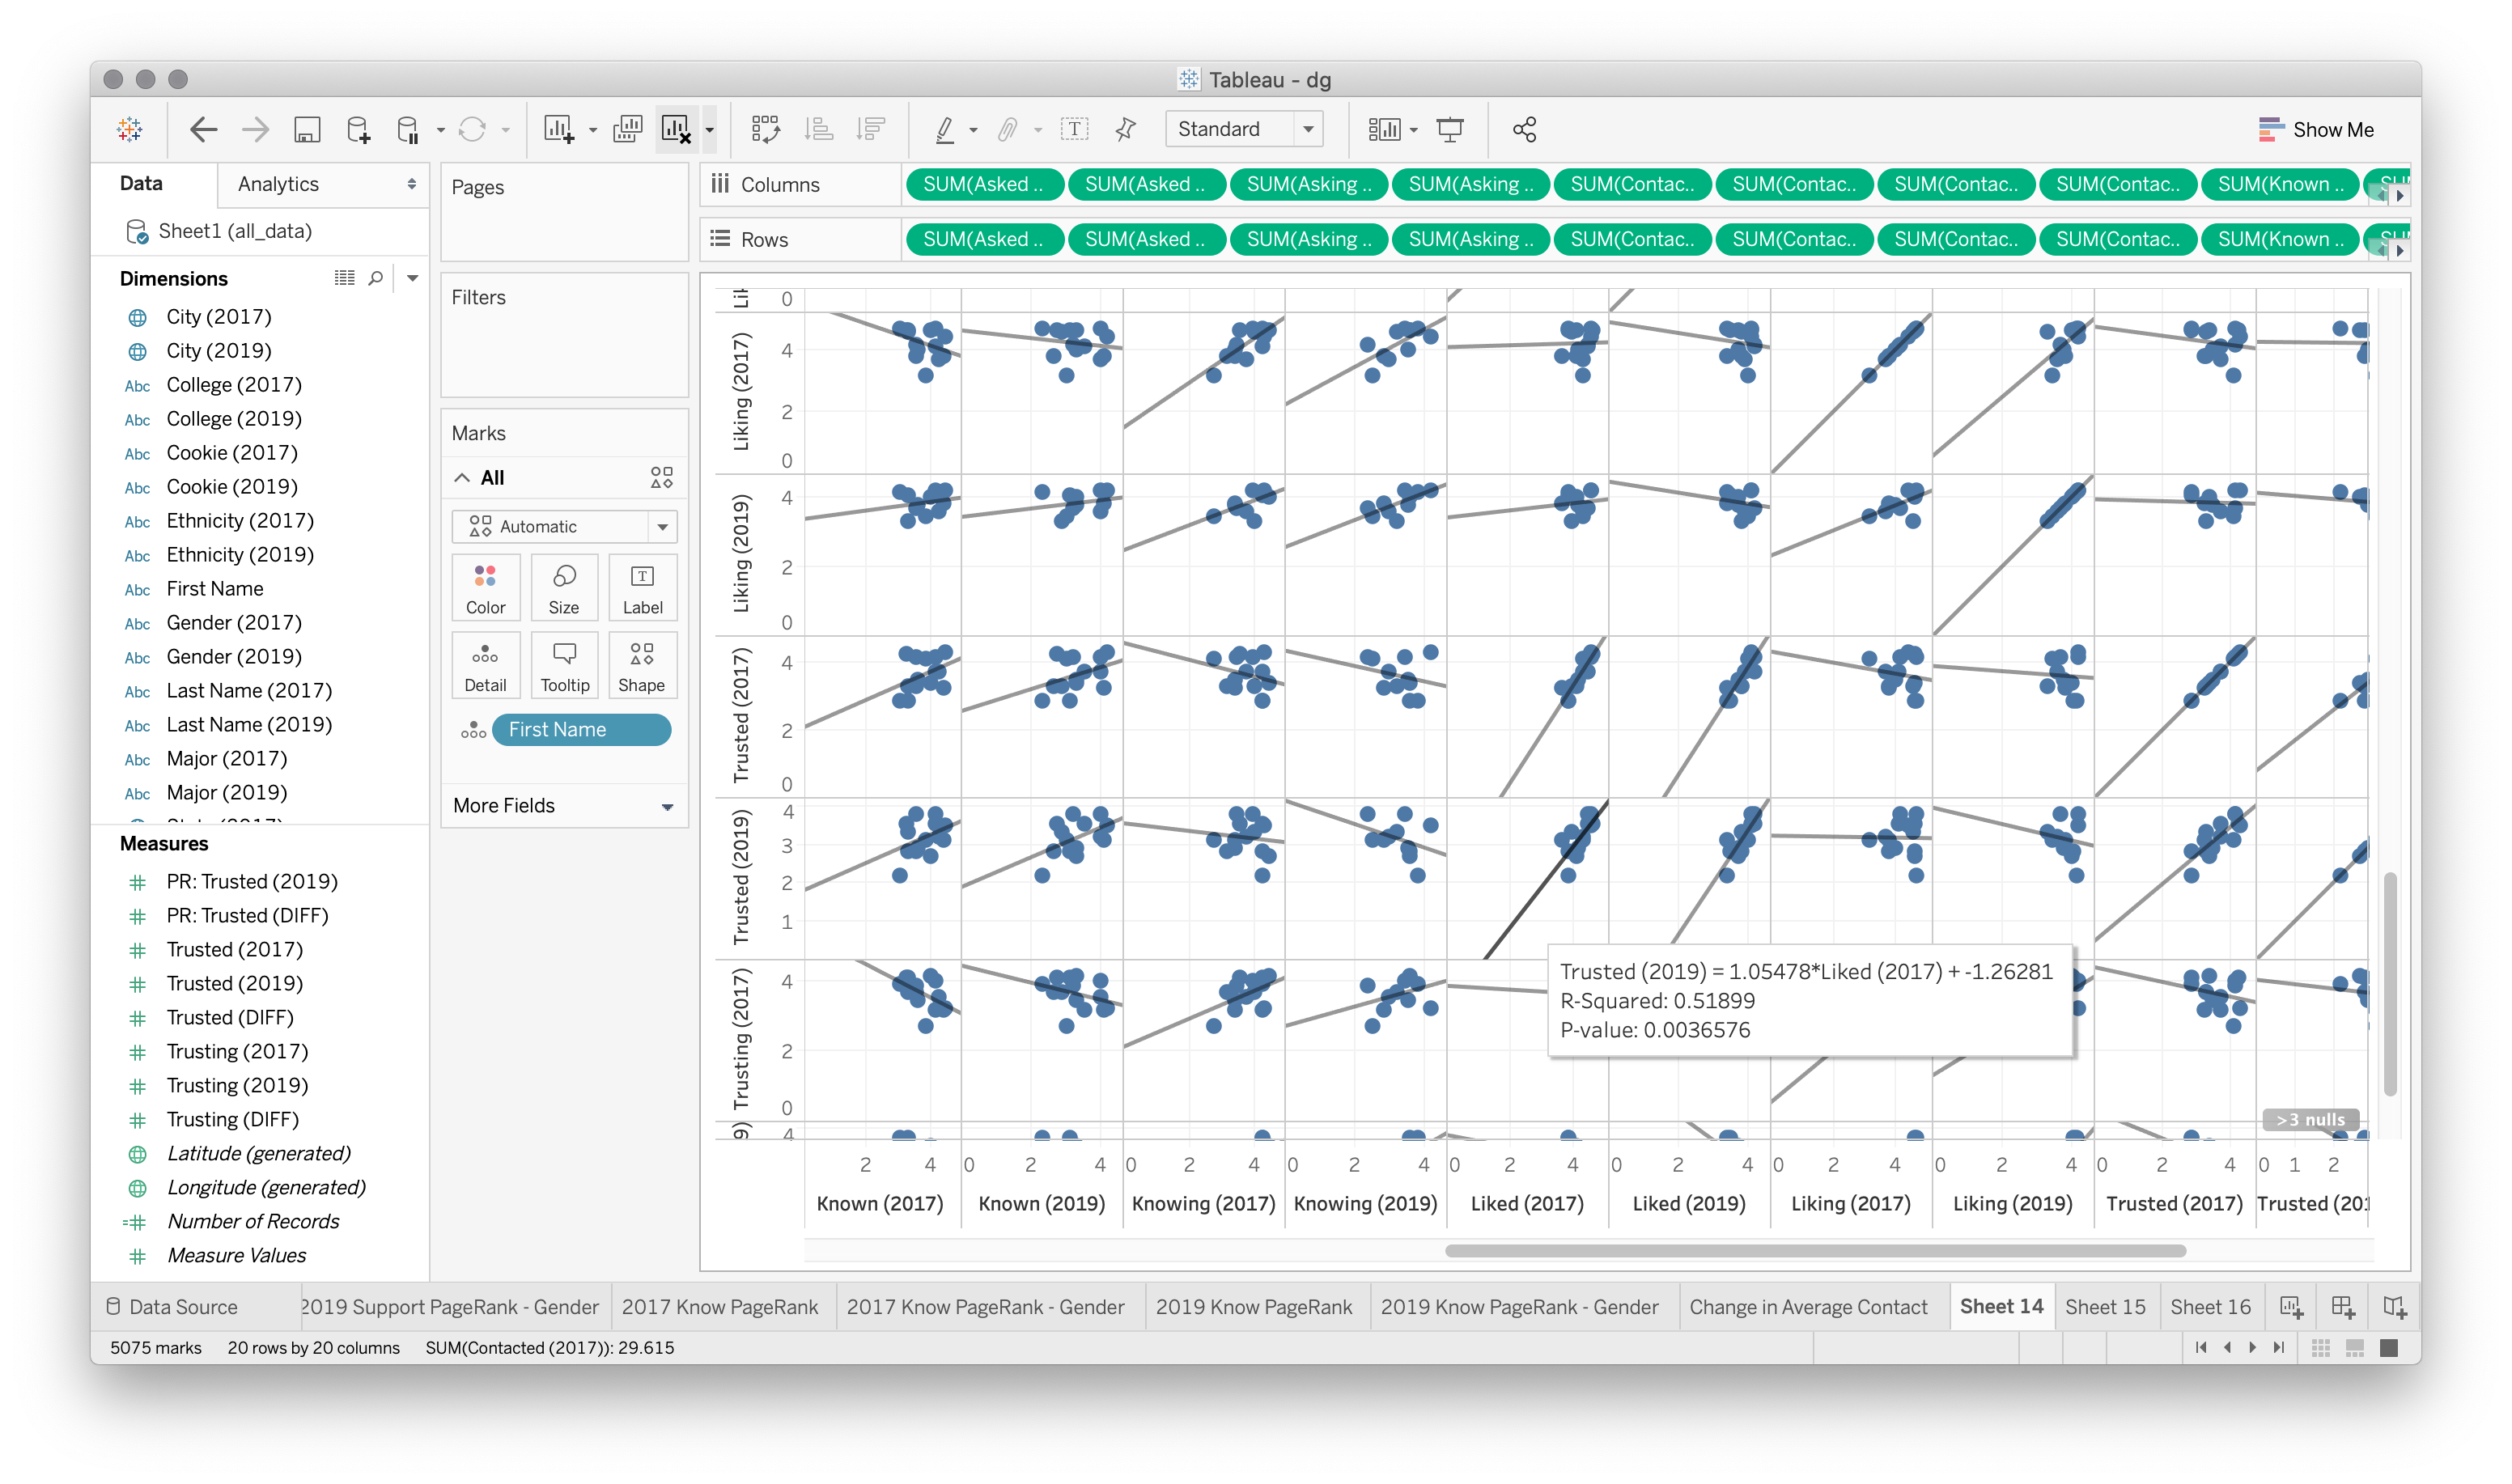 Tableau - dg
Standard
Show Me
Data
Analytics
Sheet1 (all_data)
Dimensions
City (2017)
City (2019)
Abc College (2017)
Abc College (2019)
Abc Cookie (2017)
Abc Cookie (2019)
Abc Ethnicity (2017)
Abc Ethnicity (2019)
Abc First Name
Abc Gender (2017)
Abc Gender (2019)
Abc Last Name (2017)
Abc Last Name (2019)
Abc Major (2017)
Abc Major (2019)
Measures
PR: Trusted (2019)
PR: Trusted (DIFF)
Trusted (2017)
Trusted (2019)
Trusted (DIFF)
Trusting (2017)
Trusting (2019)
Trusting (DIFF)
Latitude (generated)
Longitude (generated)
Number of Records
Measure Values
Pages
Filters
Marks
All
Automatic
Color Size Label
Detail Tooltip Shape
First Name
More Fields
Columns SUM(Asked .. SUM(Asked .. SUM(Asking .. SUM(Asking .. SUM(Contac.. SUM(Contac.. SUM(Contac.. SUM(Contac.. SUM(Known ..
Rows SUM(Asked .. SUM(Asked .. SUM(Asking .. SUM(Asking .. SUM(Contac.. SUM(Contac.. SUM(Contac.. SUM(Contac.. SUM(Known ..
0
Liking (2017)
4
2
0
Liking (2019)
4
2
0
Trusted (2017)
4
2
0
Trusted (2019)
4
3
2
1
Trusted (2019) = 1.05478*Liked (2017) + -1.26281
R-Squared: 0.51899
P-value: 0.0036576
Trusting (2017)
4
2
0
>3 nulls
9) 4
2 4 0 2 4 0 2 4 0 2 4 0 2 4 0 2 4 0 2 4 0 2 4 0 2 4 0 1 2
Known (2017) Known (2019) Knowing (2017) Knowing (2019) Liked (2017) Liked (2019) Liking (2017) Liking (2019) Trusted (2017) Trusted (201
Data Source 2019 Support PageRank - Gender 2017 Know PageRank 2017 Know PageRank - Gender 2019 Know PageRank 2019 Know PageRank - Gender Change in Average Contact Sheet 14 Sheet 15 Sheet 16
5075 marks 20 rows by 20 columns SUM(Contacted (2017)): 29.615